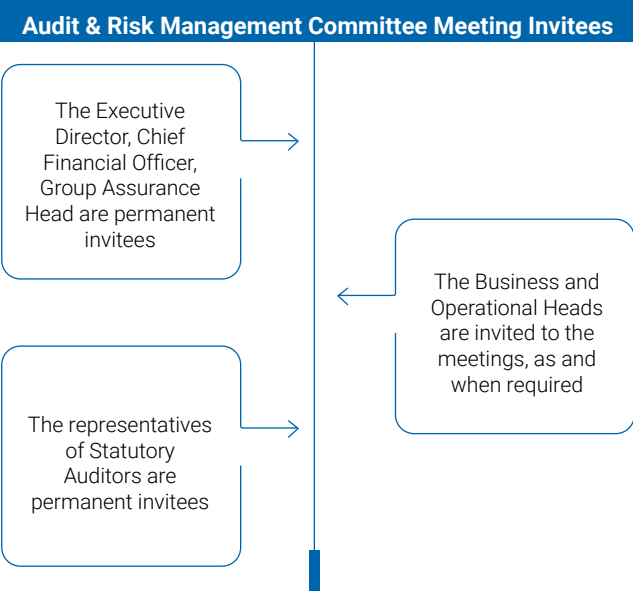 Audit & Risk Management Committee Meeting Invitees
The Executive
Director, Chief
Financial Officer,
Group Assurance
Head are permanent
invitees
The Business and
Operational Heads
are invited to the
meetings, as and
when required
The representatives
of Statutory
Auditors are
permanent invitees